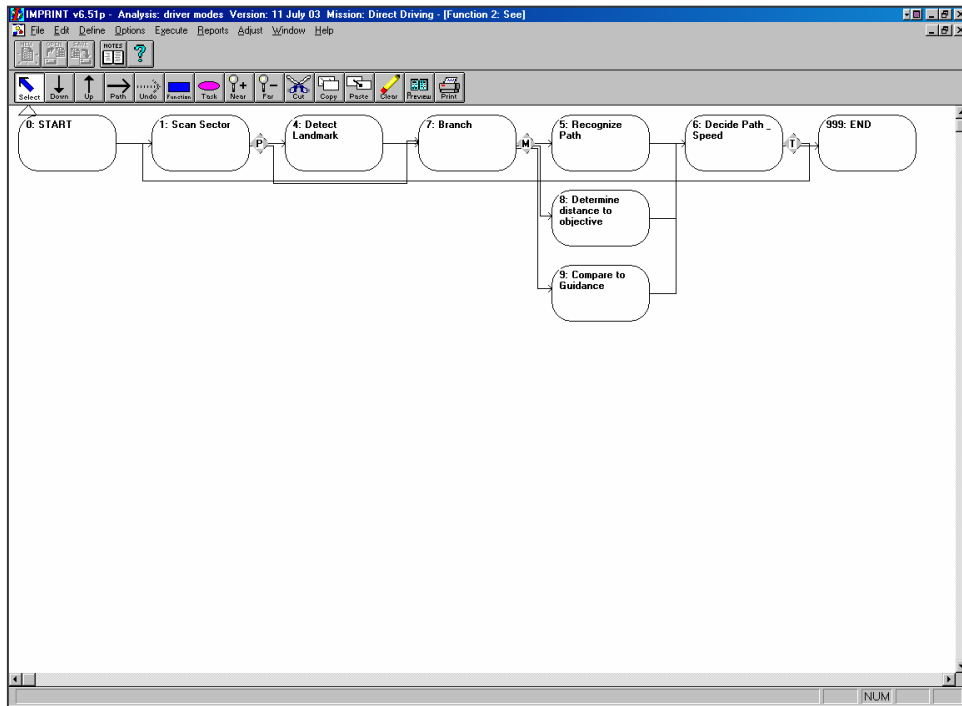 IMPRINT v6.51p - Analysis: driver modes Version: 11 July 03 Mission: Direct Driving - [Function 2: See]
File Edit Define Options Execute Reports Adjust Window Help
NEW OPEN SAVE NOTES ?
Select Down Up Path Undo Function Task Near Far Cut Copy Paste Clear Preview Print
0: START
1: Scan Sector
P
4: Detect
Landmark
7: Branch
M
5: Recognize
Path
6: Decide Path _
Speed
T
999: END
8: Determine
distance to
objective
9: Compare to
Guidance
NUM